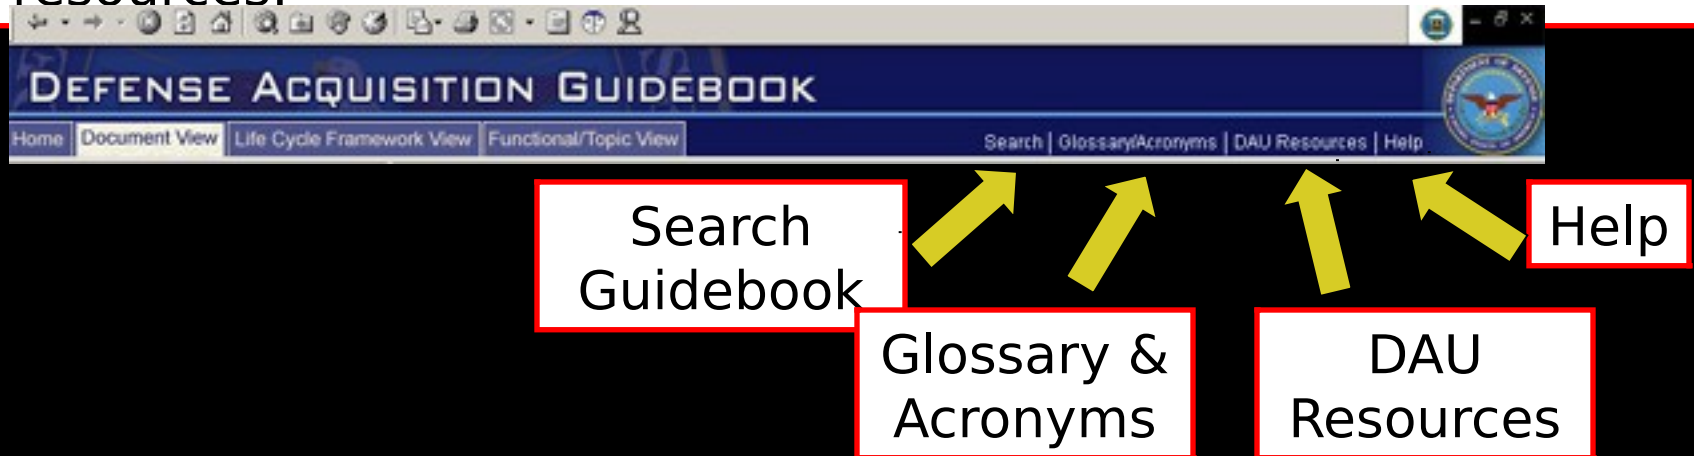 resources.
DEFENSE ACQUISITION GUIDEBOOK
Home Document View Life Cycle Framework View Functional/Topic View Search | Glossary/Acronyms | DAU Resources | Help
Search
Guidebook
Help
Glossary &
Acronyms
DAU
Resources